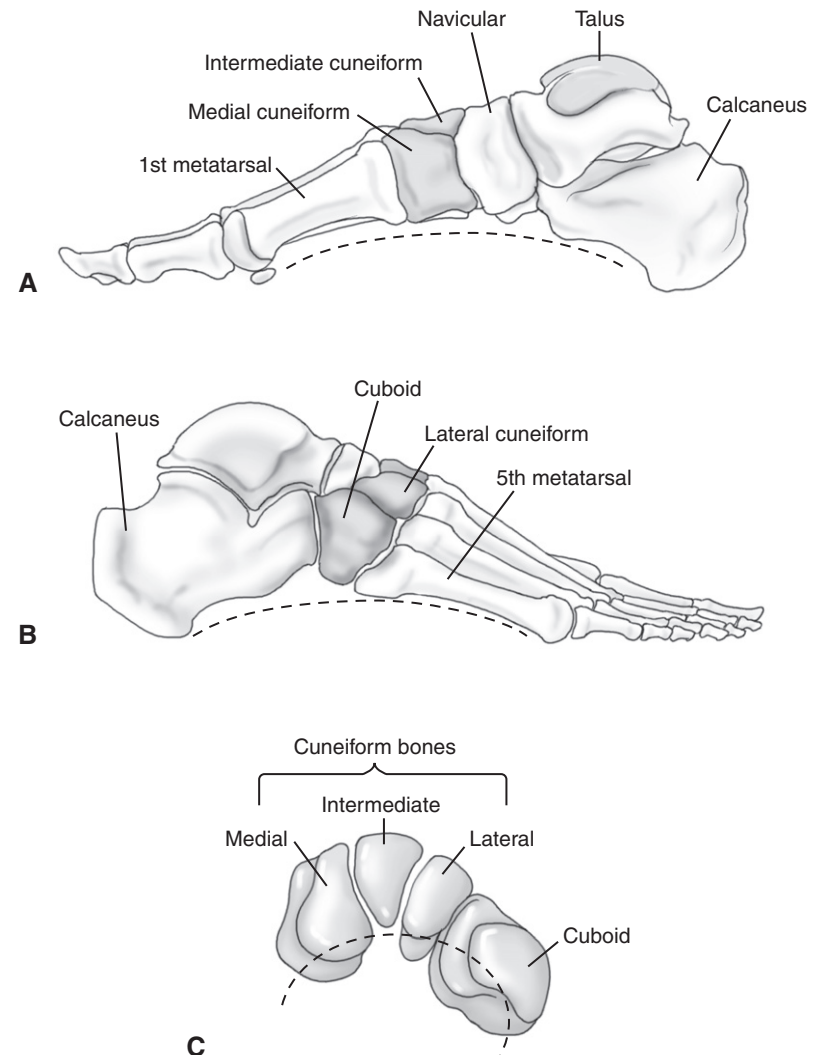 Navicular
Talus
Intermediate cuneiform
Calcaneus
Medial cuneiform
1st metatarsal
A
Cuboid
Calcaneus
Lateral cuneiform
5th metatarsal
B
Cuneiform bones
Intermediate
Medial
Lateral
Cuboid
C